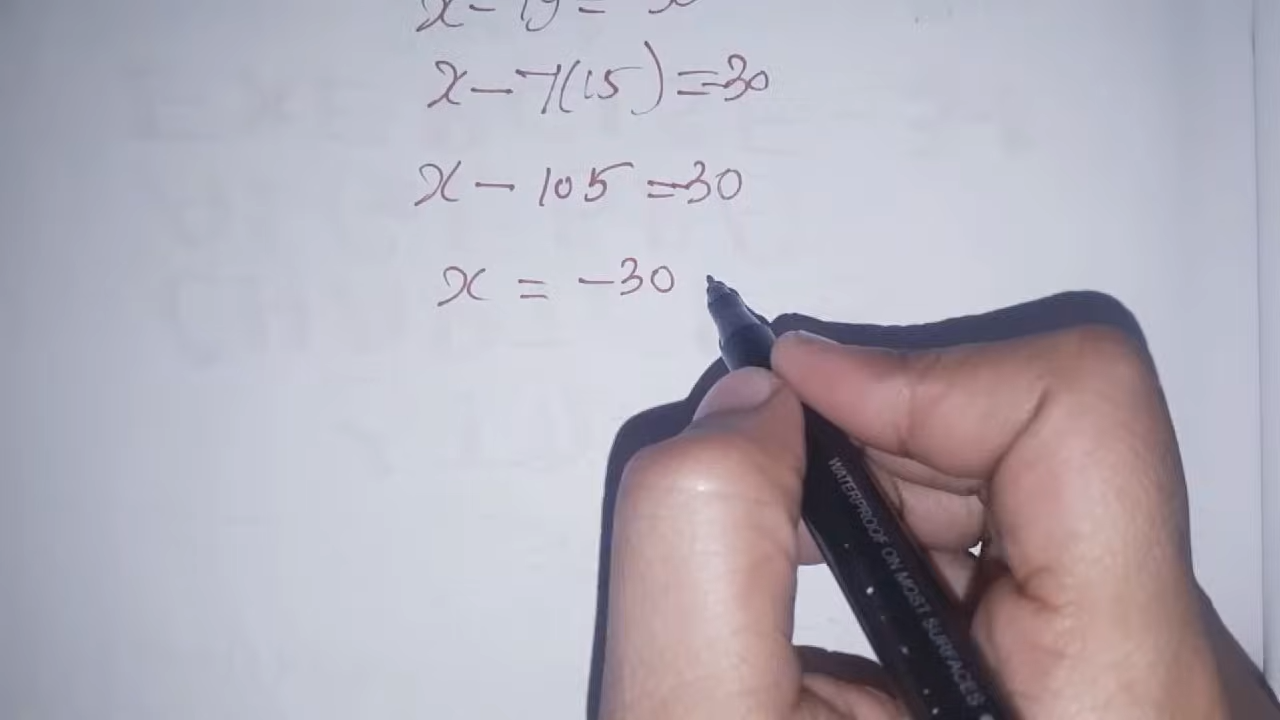 x - 7(15) = -30
x - 105 = -30
x = -30
WATERPROOF ON MOST SURFACES